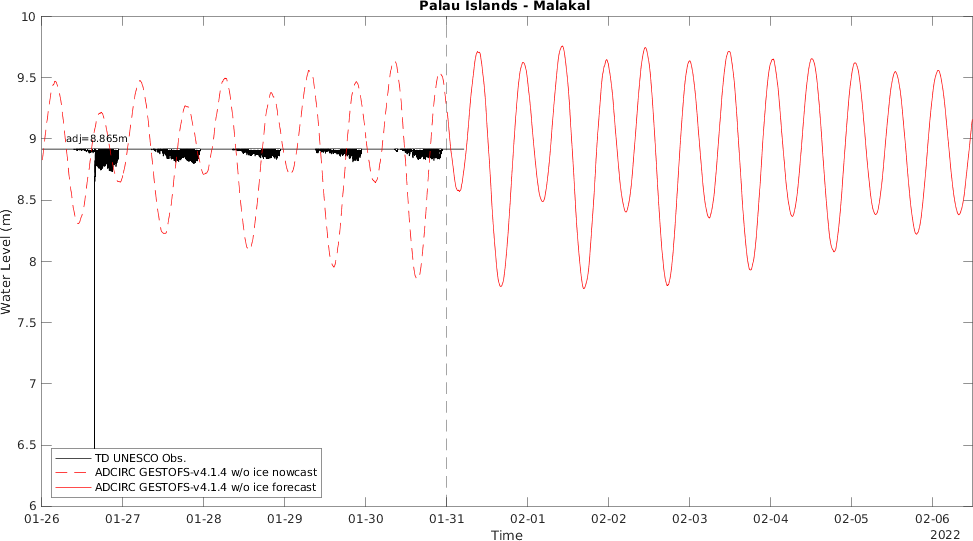 Palau Islands - Malakal
10
9.5
9
8.5
8
7.5
7
6.5
6
Water Level (m)
adj=8.865m
TD UNESCO Obs.
ADCIRC GESTOFS-v4.1.4 w/o ice nowcast
ADCIRC GESTOFS-v4.1.4 w/o ice forecast
01-26 01-27 01-28 01-29 01-30 01-31 02-01 02-02 02-03 02-04 02-05 02-06
Time
2022